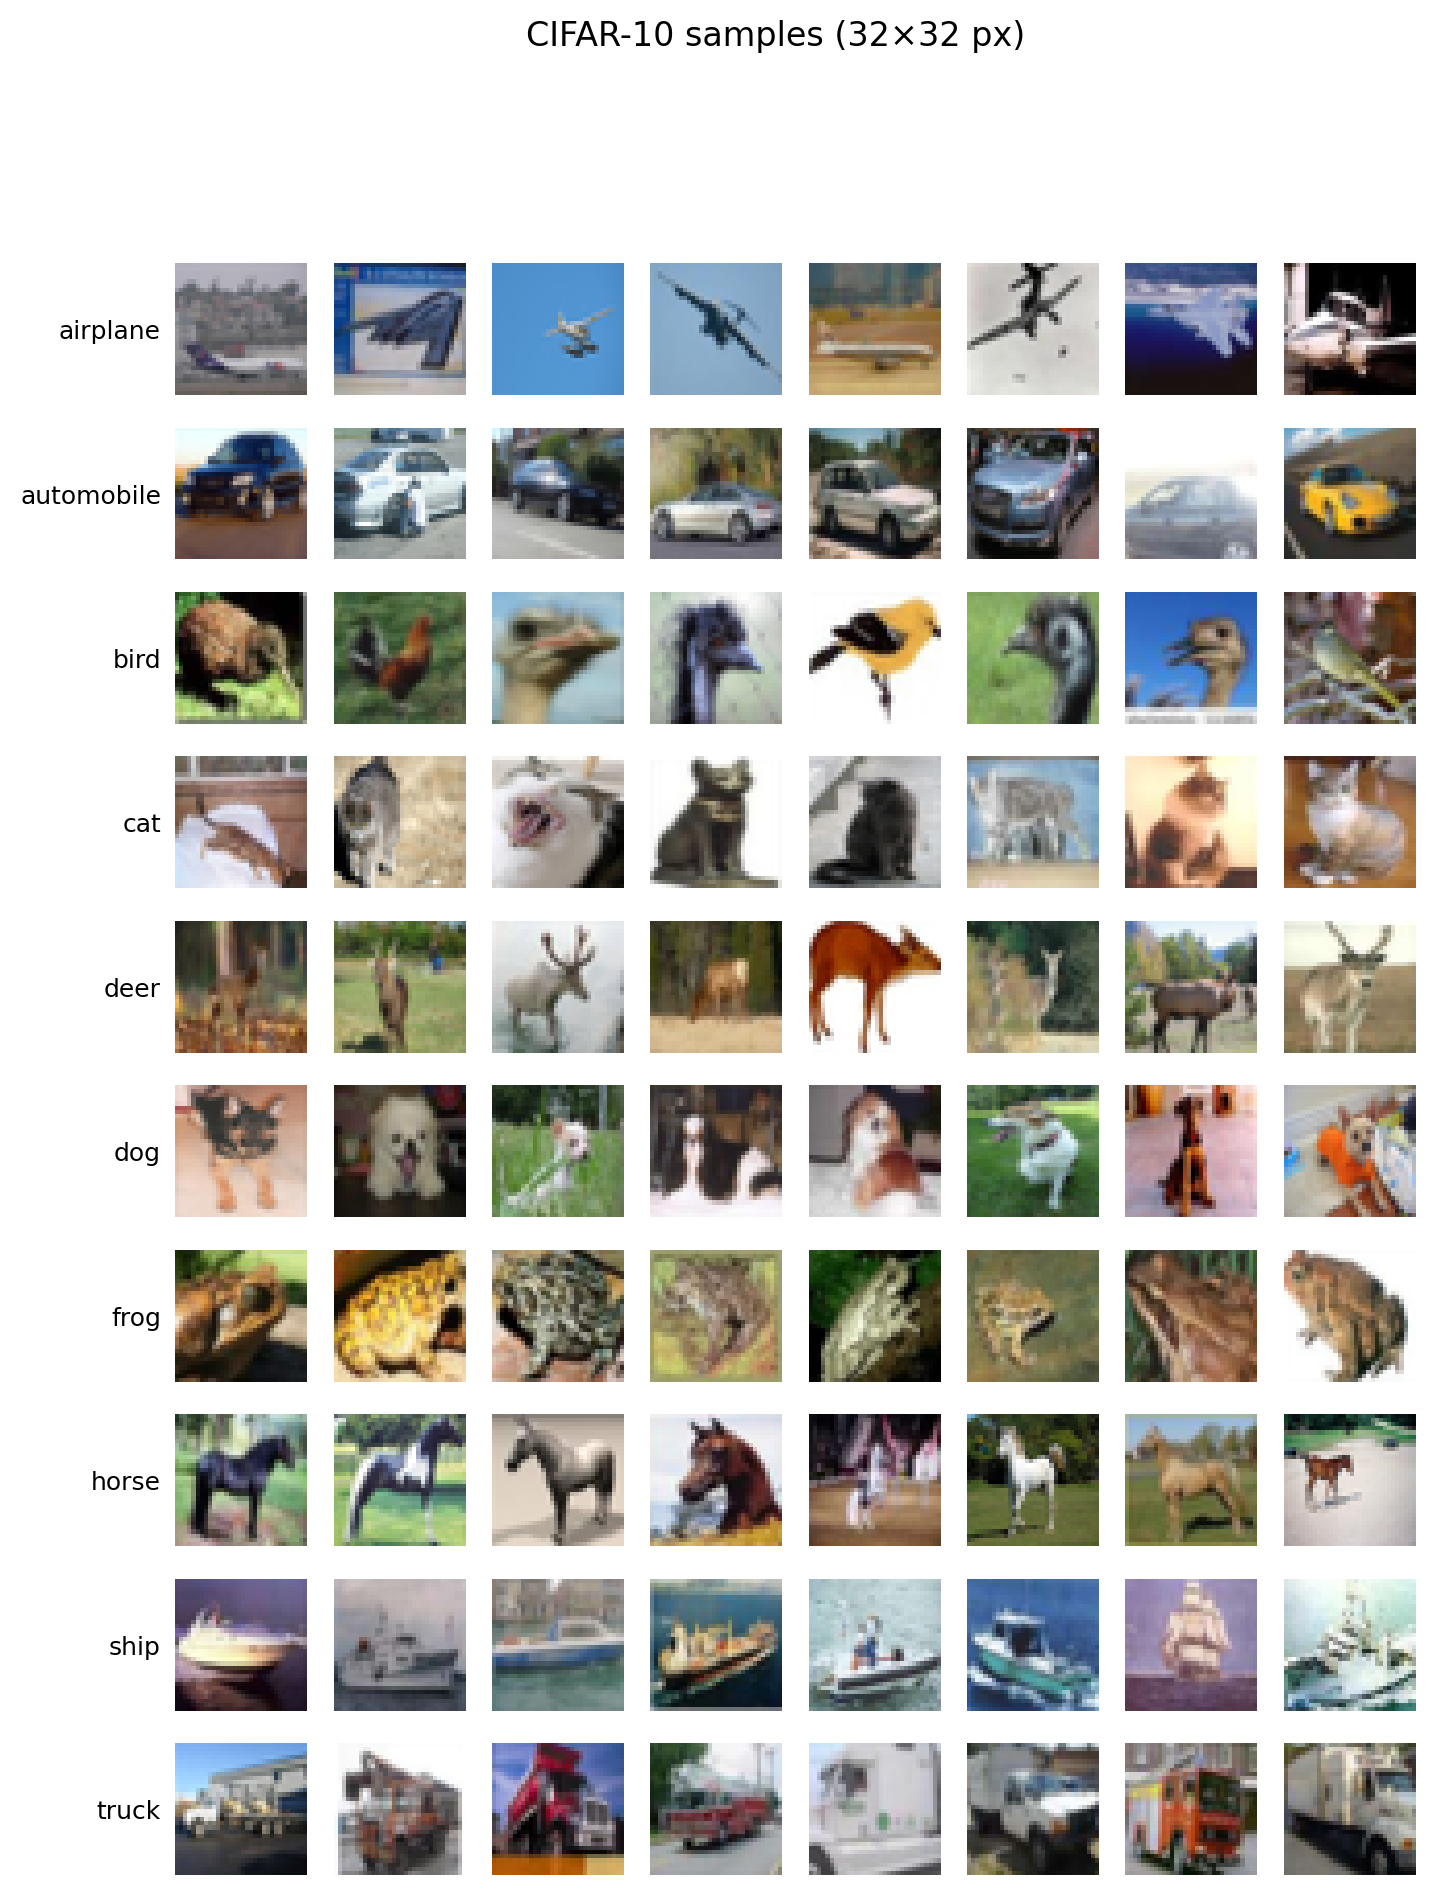 CIFAR-10 samples (32×32 px)
airplane
automobile
bird
cat
deer
dog
frog
horse
ship
truck